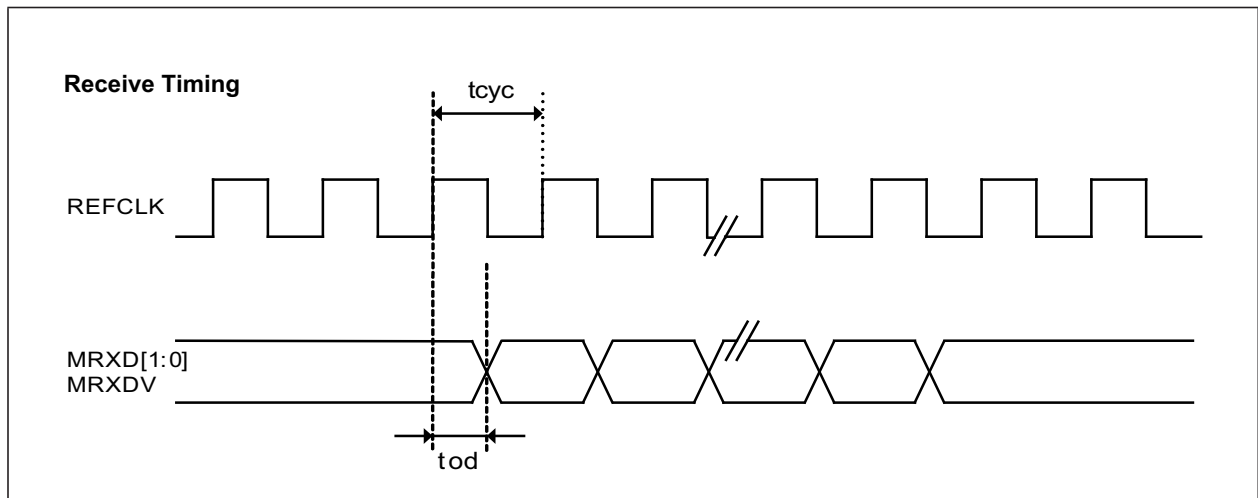 Receive Timing
tcyc
REFCLK
MRXD[1:0]
MRXDV
tod